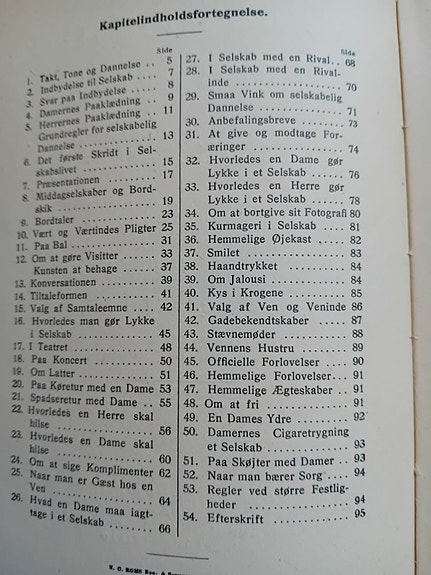 Kapitelindholdsfortegnelse.
Side
1. Takt, Tone og Dannelse .. 5
2. Indbydelse til Selskab .... 7
3. Svar paa Indbydelse ..... 8
4. Damernes Paaklædning ... 9
5. Herrernes Paaklædning ... 11
Grundregler for selskabelig
Dannelse ............. 13
6. Det første Skridt i Sel-
skabslivet ............ 15
7. Præsentationen ......... 17
8. Middagselskaber og Bord-
skik ................. 19
9. Bordtaler .............. 23
10. Vært og Værtindes Pligter 25
11. Paa Bal ............... 31
12. Om at gøre Visitter ..... 33
Kunsten at behage ...... 37
13. Konversationen ......... 39
14. Tiltaleformen ........... 41
15. Valg af Samtaleemne .... 42
16. Hvorledes man gør Lykke
i Selskab ............. 45
17. I Teatret .............. 48
18. Paa Koncert ........... 50
19. Om Latter ............. 51
20. Paa Køretur med en Dame 53
21. Spadseretur med Dame .. 55
22. Hvorledes en Herre skal
hilse ................ 56
23. Hvorledes en Dame skal
hilse ................ 60
24. Om at sige Komplimenter 62
25. Naar man er Gæst hos en
Ven ................. 64
26. Hvad en Dame maa iagt-
tage i et Selskab ....... 66
Side
27. I Selskab med en Rival .. 68
28. I Selskab med en Rival-
inde ................. 70
29. Smaa Vink om selskabelig
Dannelse ............. 71
30. Anbefalingsbreve ........ 73
31. At give og modtage For-
æringer .............. 74
32. Hvorledes en Dame gør
Lykke i et Selskab ..... 76
33. Hvorledes en Herre gør
Lykke i et Selskab ..... 78
34. Om at bortgive sit Fotografi 80
35. Kurmageri i Selskab ..... 81
36. Hemmelige Øjekast ...... 82
37. Smilet ................. 83
38. Haandtrykket .......... 84
39. Om Jalousi ............ 84
40. Kys i Krogene .......... 85
41. Valg af Ven og Veninde 86
42. Gadebekendtskaber ...... 87
43. Stævnemøder .......... 88
44. Vennens Hustru ........ 89
45. Officielle Forlovelser .... 90
46. Hemmelige Forlovelser... 91
47. Hemmelige Ægteskaber .. 91
48. Om at fri .............. 91
49. En Dames Ydre ........ 92
50. Damernes Cigaretrygning
et Selskab ............ 93
51. Paa Skøjter med Damer .. 93
52. Naar man bærer Sorg .... 94
53. Regler ved større Festlig-
heder ................ 94
54. Efterskrift ............. 95